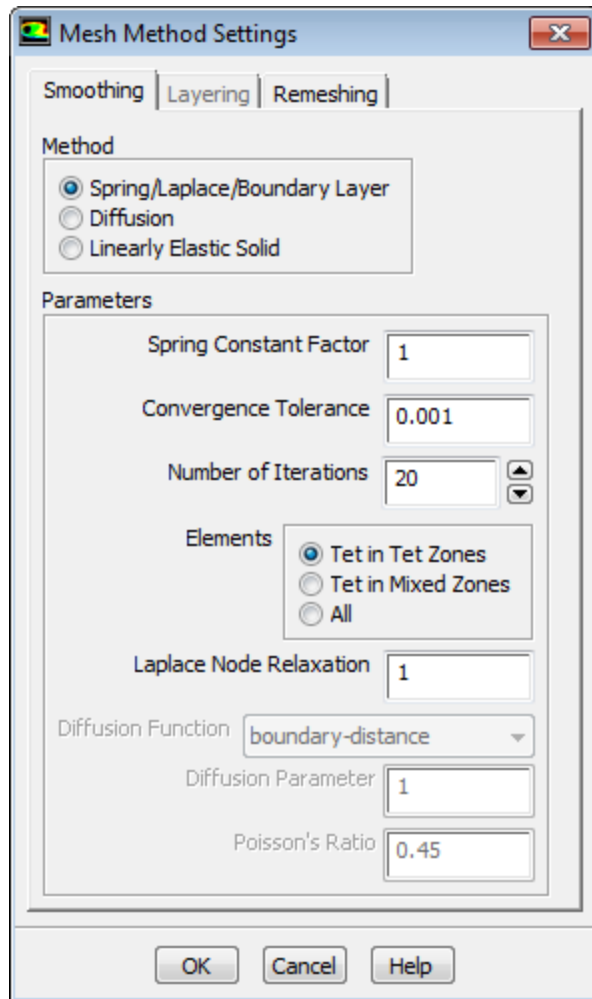 Mesh Method Settings
Smoothing Layering Remeshing
Method
Spring/Laplace/Boundary Layer
Diffusion
Linearly Elastic Solid
Parameters
Spring Constant Factor 1
Convergence Tolerance 0.001
Number of Iterations 20
Elements
Tet in Tet Zones
Tet in Mixed Zones
All
Laplace Node Relaxation 1
Diffusion Function boundary-distance
Diffusion Parameter 1
Poisson's Ratio 0.45
OK Cancel Help